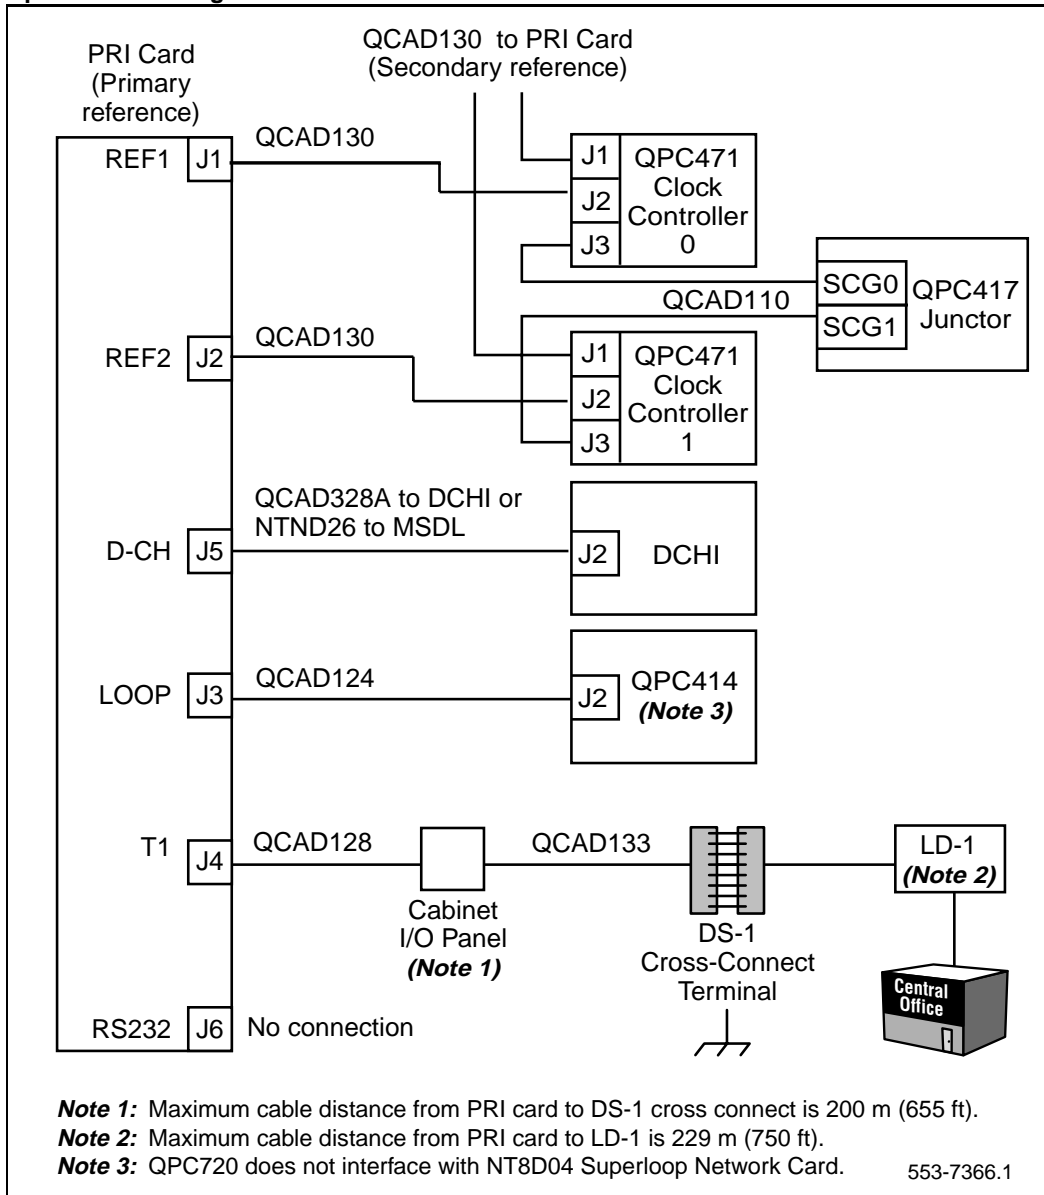 PRI Card
(Primary
reference)
QCAD130 to PRI Card
(Secondary reference)
REF1
J1
QCAD130
J1
J2
J3
QPC471
Clock
Controller
0
SCG0
SCG1
QPC417
Junctor
QCAD110
REF2
J2
QCAD130
J1
J2
J3
QPC471
Clock
Controller
1
D-CH
J5
QCAD328A to DCHI or
NTND26 to MSDL
J2
DCHI
LOOP
J3
QCAD124
J2
QPC414
(Note 3)
T1
J4
QCAD128
Cabinet
I/O Panel
(Note 1)
QCAD133
DS-1
Cross-Connect
Terminal
LD-1
(Note 2)
Central
Office
RS232
J6
No connection
Note 1: Maximum cable distance from PRI card to DS-1 cross connect is 200 m (655 ft).
Note 2: Maximum cable distance from PRI card to LD-1 is 229 m (750 ft).
Note 3: QPC720 does not interface with NT8D04 Superloop Network Card.
553-7366.1